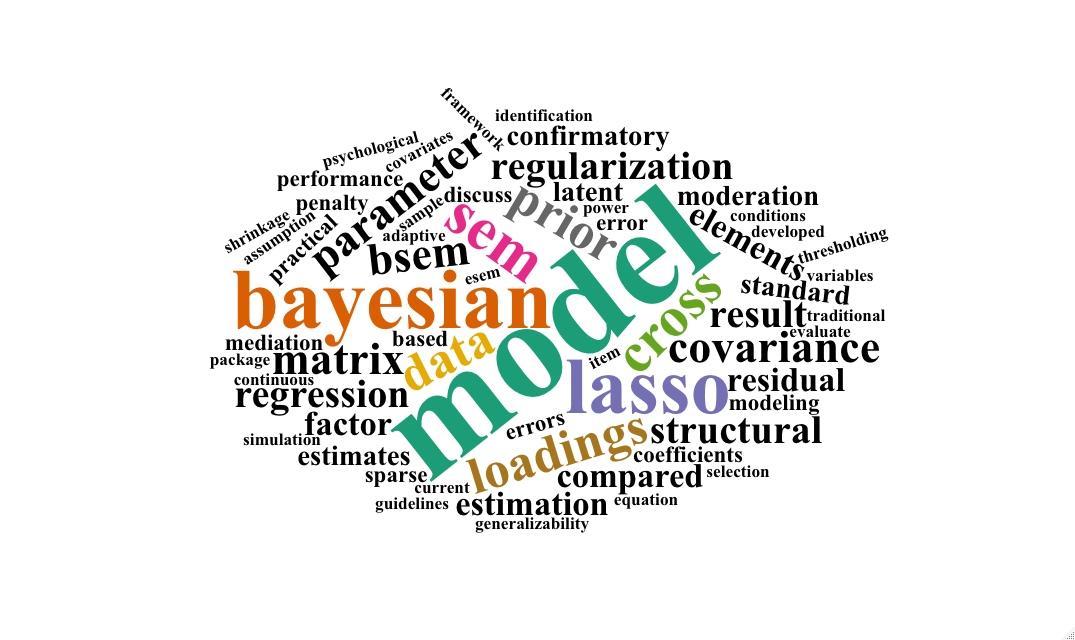 framework
identification
confirmatory
psychological
covariates
parameter
regularization
performance
discuss
latent
moderation
penalty
sample
power
prior
conditions
shrinkage
assumption
practical
adaptive
sem
error
elements
developed
thresholding
bsem
esem
variables
bayesian
model
standard
cross
result
traditional
evaluate
mediation
based
data
item
covariance
package
matrix
continuous
lasso
residual
regression
modeling
factor
errors
structural
simulation
loadings
estimates
coefficients
sparse
compared
selection
current
guidelines
estimation
equation
generalizability